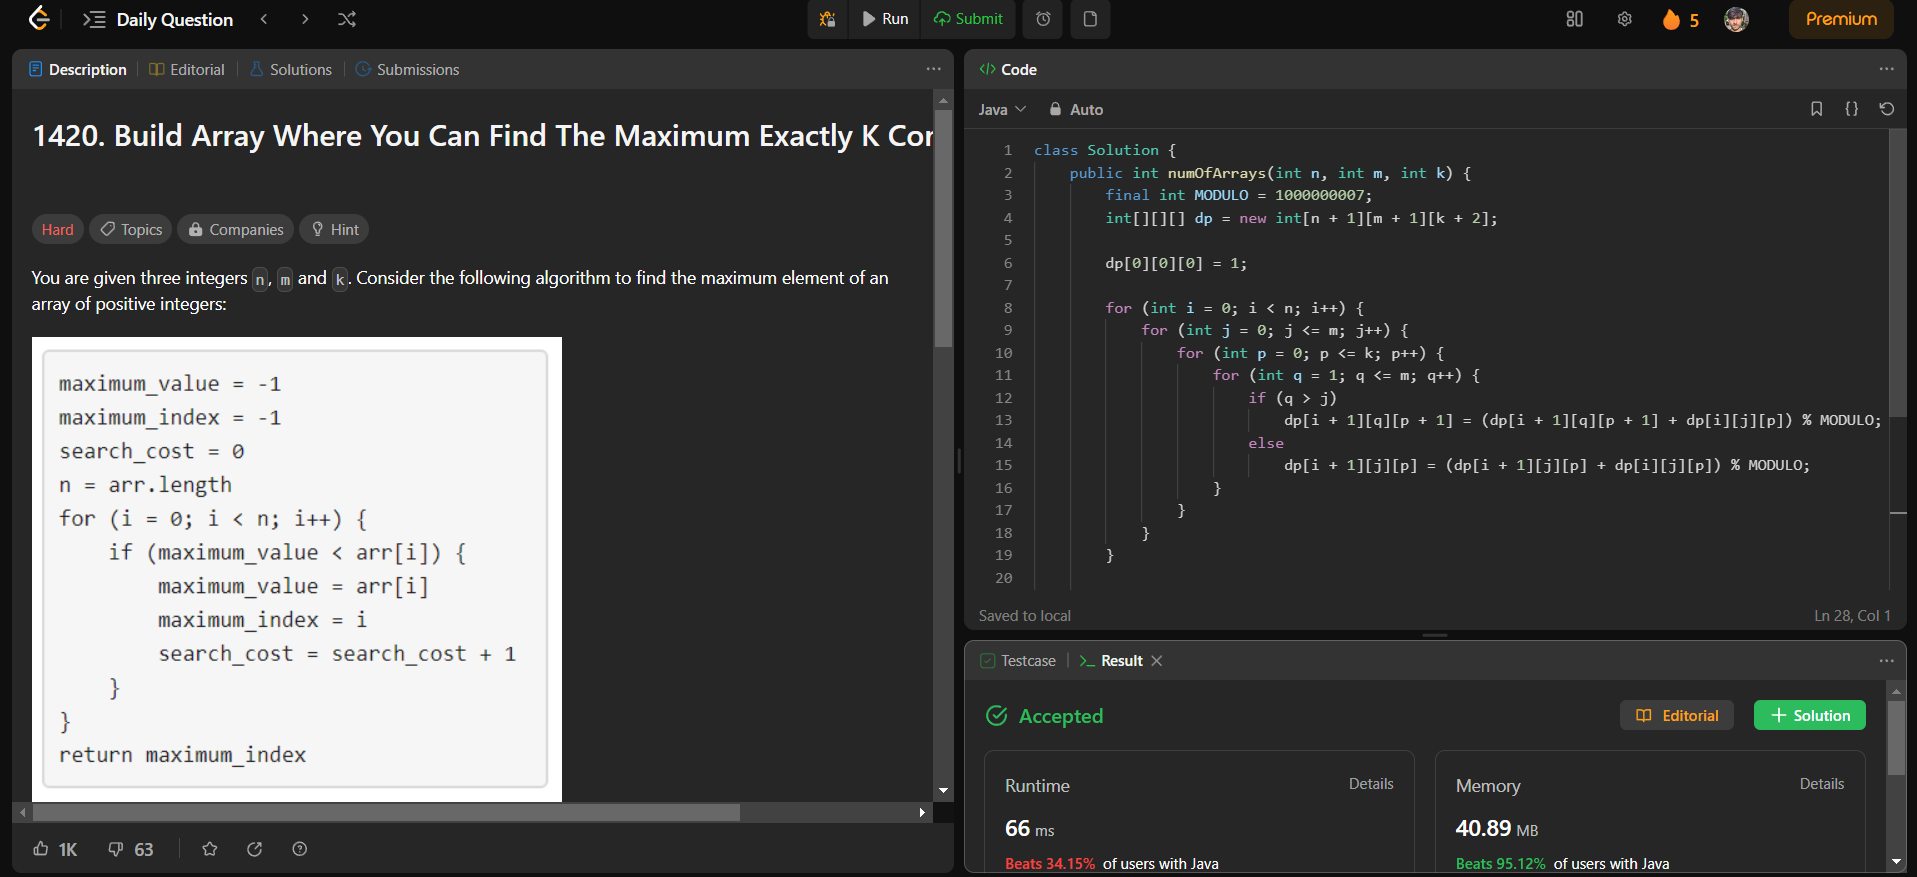 Daily Question
Run
Submit
5
Premium
Description
Editorial
Solutions
Submissions
1420. Build Array Where You Can Find The Maximum Exactly K Con
Hard
Topics
Companies
Hint
You are given three integers n, m and k. Consider the following algorithm to find the maximum element of an
array of positive integers:
maximum_value = -1
maximum_index = -1
search_cost = 0
n = arr.length
for (i = 0; i < n; i++) {
    if (maximum_value < arr[i]) {
        maximum_value = arr[i]
        maximum_index = i
        search_cost = search_cost + 1
    }
}
return maximum_index
1K
63
</> Code
Java
Auto
{}
1 class Solution {
2     public int numOfArrays(int n, int m, int k) {
3         final int MODULO = 1000000007;
4         int[][][] dp = new int[n + 1][m + 1][k + 2];
5
6         dp[0][0][0] = 1;
7
8         for (int i = 0; i < n; i++) {
9             for (int j = 0; j <= m; j++) {
10                 for (int p = 0; p <= k; p++) {
11                     for (int q = 1; q <= m; q++) {
12                         if (q > j)
13                             dp[i + 1][q][p + 1] = (dp[i + 1][q][p + 1] + dp[i][j][p]) % MODULO;
14                         else
15                             dp[i + 1][j][p] = (dp[i + 1][j][p] + dp[i][j][p]) % MODULO;
16                     }
17                 }
18             }
19         }
20
Saved to local
Ln 28, Col 1
Testcase
>_ Result
Accepted
Editorial
+ Solution
Runtime
Details
66 ms
Beats 34.15% of users with Java
Memory
Details
40.89 MB
Beats 95.12% of users with Java